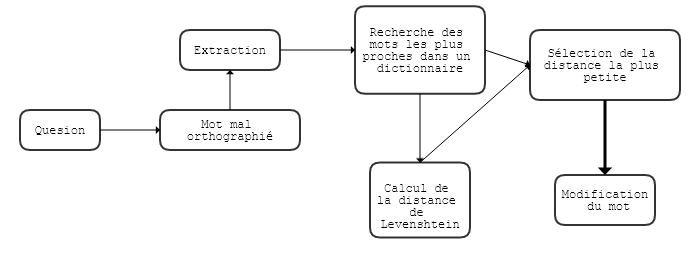 Quesion
Mot mal
orthographié
Extraction
Recherche des
mots les plus
proches dans un
dictionnaire
Calcul de
la distance
de
Levenshtein
Sélection de la
distance la plus
petite
Modification
du mot